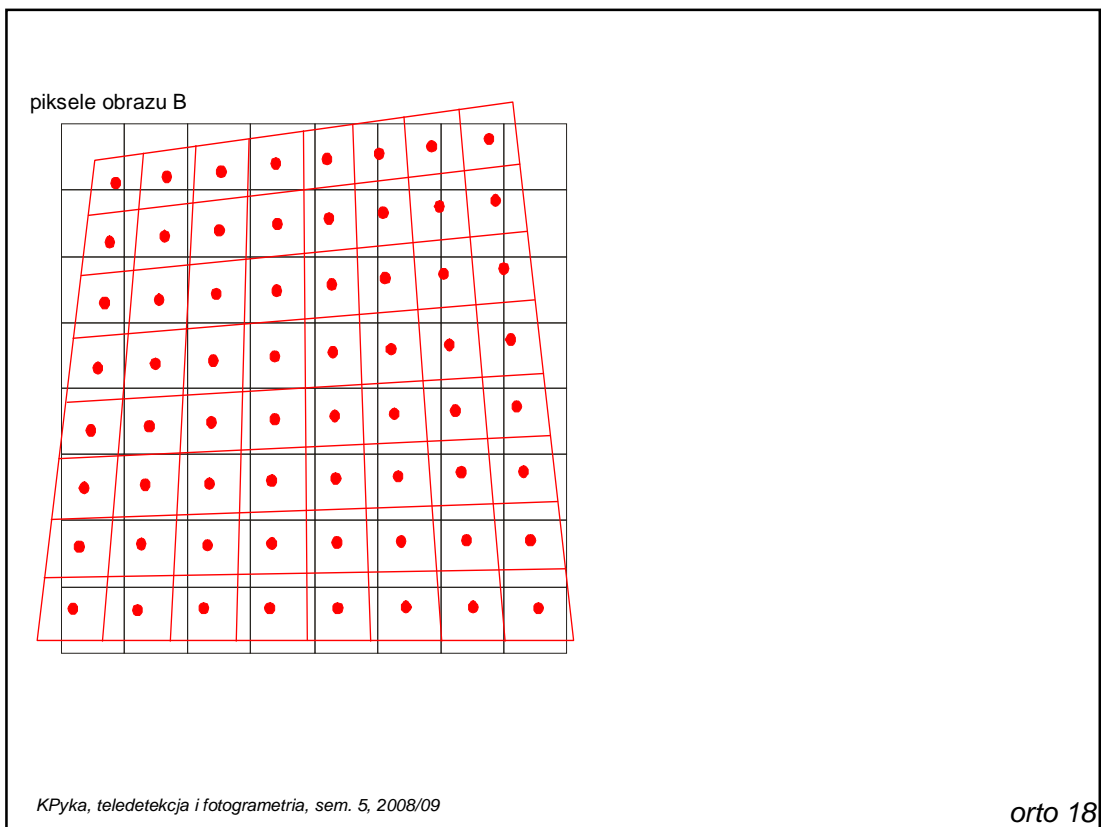 piksele obrazu B
KPyka, teledetekcja i fotogrametria, sem. 5, 2008/09
orto 18